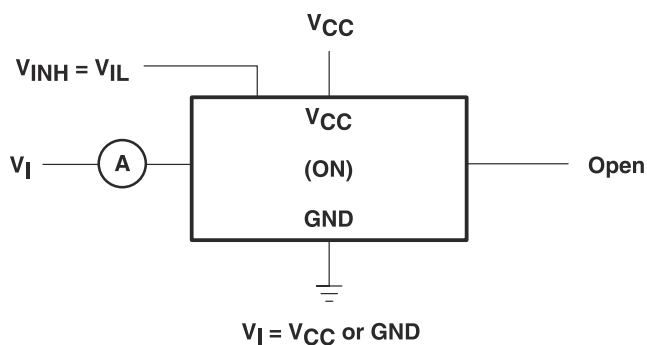 VCC
VINH = VIL
VCC
VI
A
(ON)
Open
GND
VI = VCC or GND